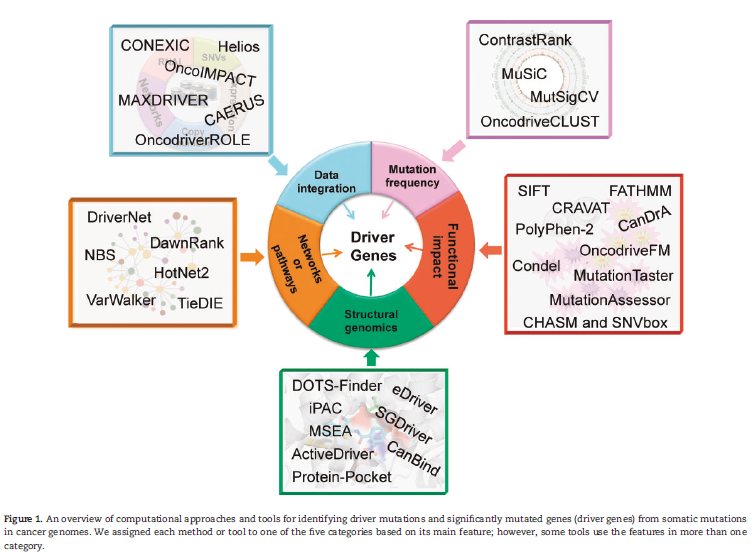 CONEXIC
Helios
OncoIMPACT
MAXDRIVER
CAERUS
OncodriverROLE
SNVs
Networks
Copy
ContrastRank
MuSiC
MutSigCV
OncodriveCLUST
Data
integration
Mutation
frequency
DriverNet
DawnRank
NBS
HotNet2
VarWalker
TieDIE
Networks
or
pathways
Driver
Genes
Functional
impact
SIFT
FATHMM
CRAVAT
CanDrA
PolyPhen-2
OncodriveFM
Condel
MutationTaster
MutationAssessor
CHASM and SNVbox
Structural
genomics
DOTS-Finder
eDriver
iPAC
SGDriver
MSEA
ActiveDriver
CanBind
Protein-Pocket
Figure 1. An overview of computational approaches and tools for identifying driver mutations and significantly mutated genes (driver genes) from somatic mutations
in cancer genomes. We assigned each method or tool to one of the five categories based on its main feature; however, some tools use the features in more than one
category.